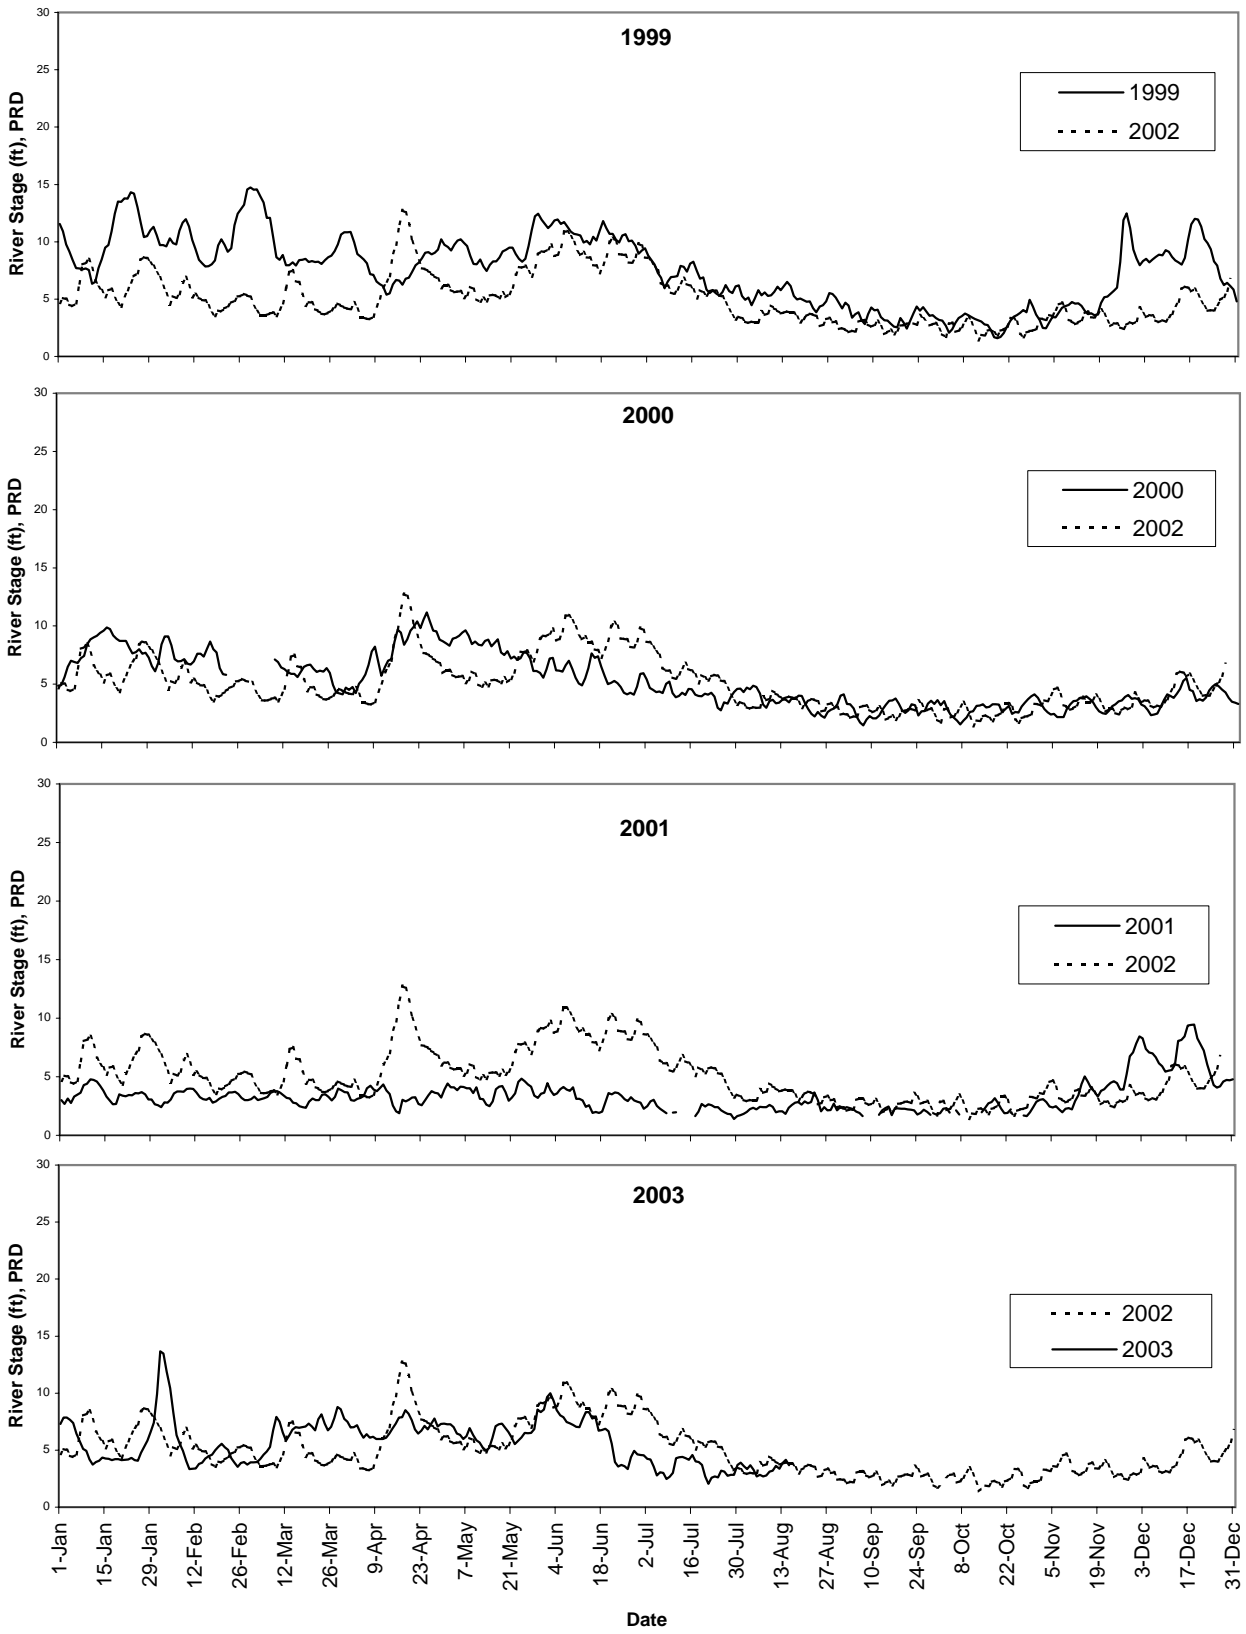 1999
River Stage (ft), PRD
30
25
20
15
10
5
0
1999
2002
2000
River Stage (ft), PRD
30
25
20
15
10
5
0
2000
2002
2001
River Stage (ft), PRD
30
25
20
15
10
5
0
2001
2002
2003
River Stage (ft), PRD
30
25
20
15
10
5
0
2002
2003
1-Jan
15-Jan
29-Jan
12-Feb
26-Feb
12-Mar
26-Mar
9-Apr
23-Apr
7-May
21-May
4-Jun
18-Jun
2-Jul
16-Jul
30-Jul
13-Aug
27-Aug
10-Sep
24-Sep
8-Oct
22-Oct
5-Nov
19-Nov
3-Dec
17-Dec
31-Dec
Date